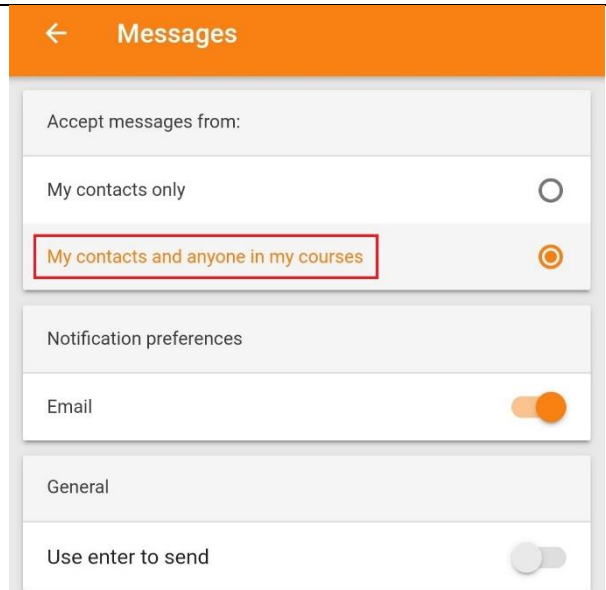 Messages
Accept messages from:
My contacts only
My contacts and anyone in my courses
Notification preferences
Email
General
Use enter to send